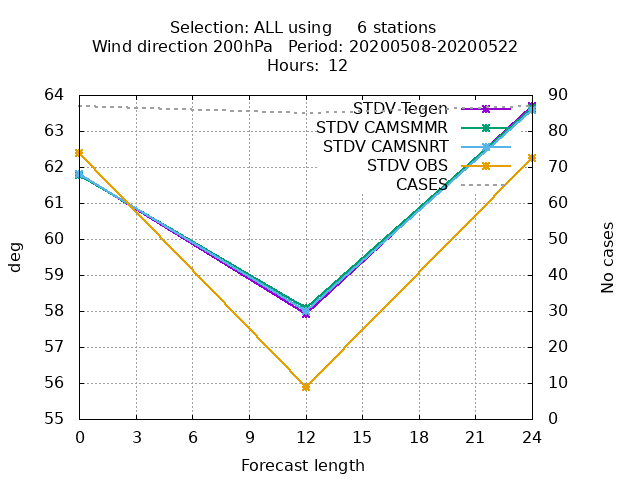 Selection: ALL using     6 stations
Wind direction 200hPa   Period: 20200508-20200522
Hours: 12
64
63
62
61
60
59
58
57
56
55
90
80
70
60
50
40
30
20
10
0
deg
No cases
STDV Tegen
STDV CAMSMMR
STDV CAMSNRT
STDV OBS
CASES
0 3 6 9 12 15 18 21 24
Forecast length